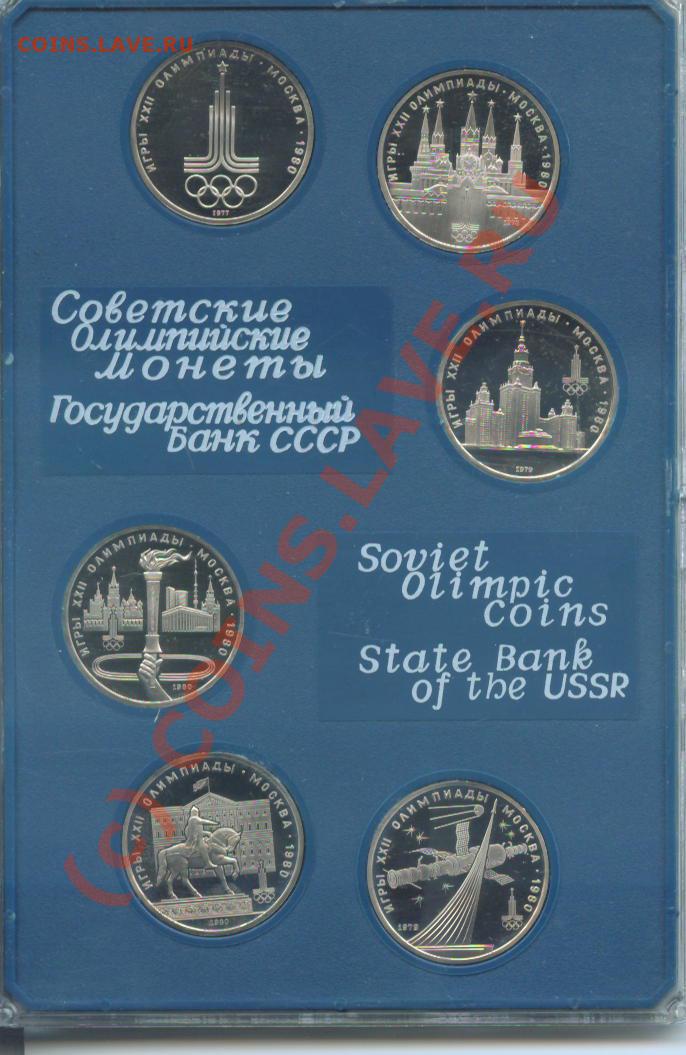 COINS.LAVE.RU
ИГРЫ XXII ОЛИМПИАДЫ · МОСКВА · 1980
1977
ИГРЫ XXII ОЛИМПИАДЫ · МОСКВА · 1980
Советские
Олимпийские
Монеты
Государственный
Банк СССР
ИГРЫ XXII ОЛИМПИАДЫ · МОСКВА · 1980
1979
ИГРЫ XXII ОЛИМПИАДЫ · МОСКВА · 1980
1980
Soviet
Olimpic
Coins
State Bank
of the USSR
ИГРЫ XXII ОЛИМПИАДЫ · МОСКВА · 1980
1980
ИГРЫ XXII ОЛИМПИАДЫ · МОСКВА · 1980
1979
(c) COINS.LAVE.RU